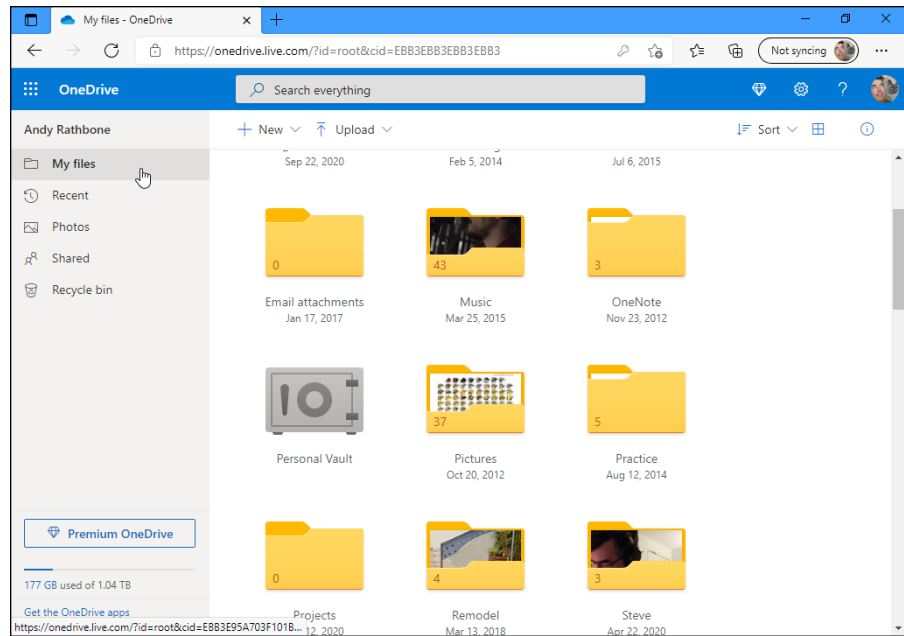 My files - OneDrive
https://onedrive.live.com/?id=root&cid=EBB3EBB3EBB3EBB3
Not syncing
OneDrive
Search everything
?
Andy Rathbone
New
Upload
Sort
My files
Recent
Photos
Shared
Recycle bin
Sep 22, 2020 Feb 5, 2014 Jul 6, 2015
0 43 3
Email attachments Music OneNote
Jan 17, 2017 Mar 25, 2015 Nov 23, 2012
37 5
Personal Vault Pictures Practice
Oct 20, 2012 Aug 12, 2014
0 4 3
Projects Remodel Steve
12, 2020 Mar 13, 2018 Apr 22, 2020
Premium OneDrive
177 GB used of 1.04 TB
Get the OneDrive apps
https://onedrive.live.com/?id=root&cid=EBB3E95A703F101B...